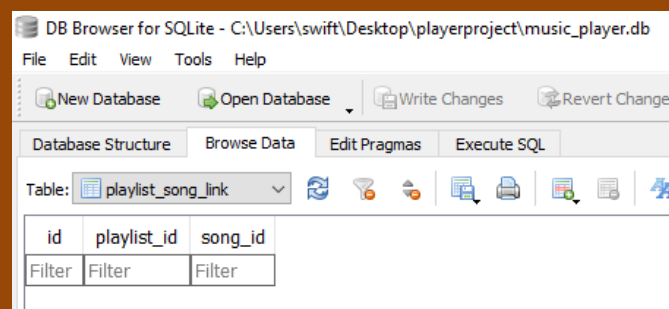 DB Browser for SQLite - C:\Users\swift\Desktop\playerproject\music_player.db
File Edit View Tools Help
New Database Open Database Write Changes Revert Change
Database Structure Browse Data Edit Pragmas Execute SQL
Table: playlist_song_link
id playlist_id song_id
Filter Filter Filter